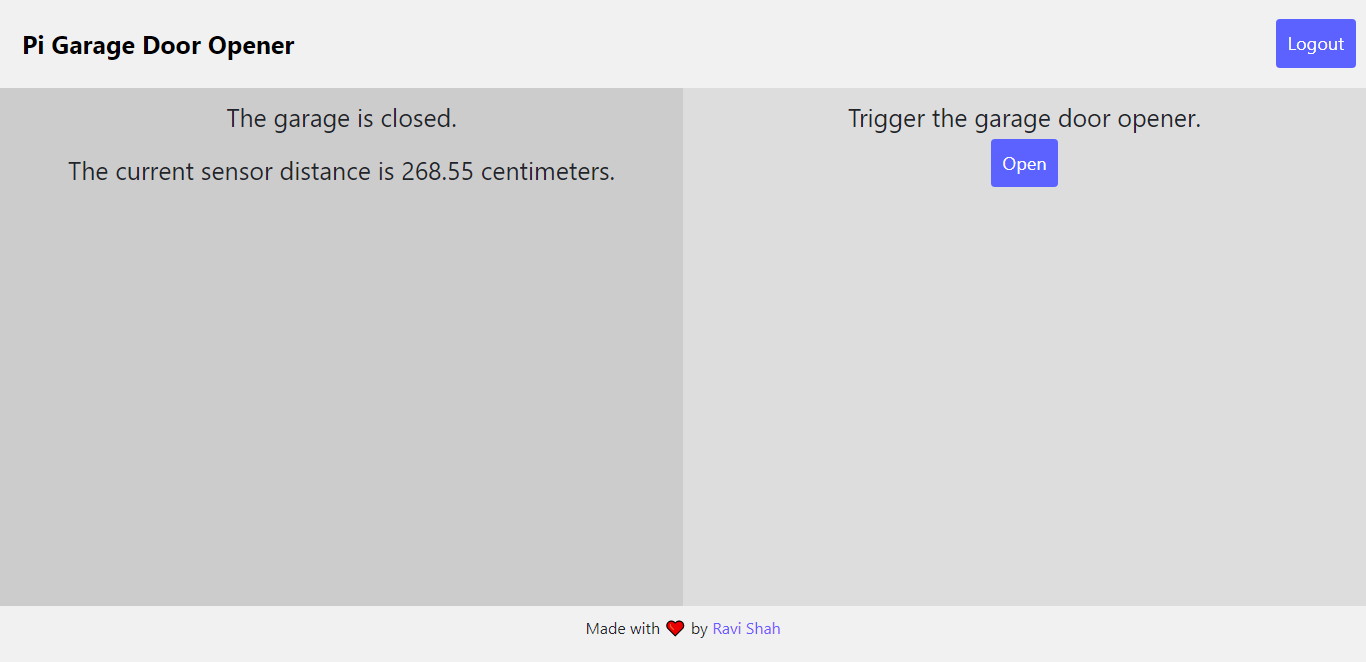 Pi Garage Door Opener
Logout
The garage is closed.
The current sensor distance is 268.55 centimeters.
Trigger the garage door opener.
Open
Made with ❤ by Ravi Shah